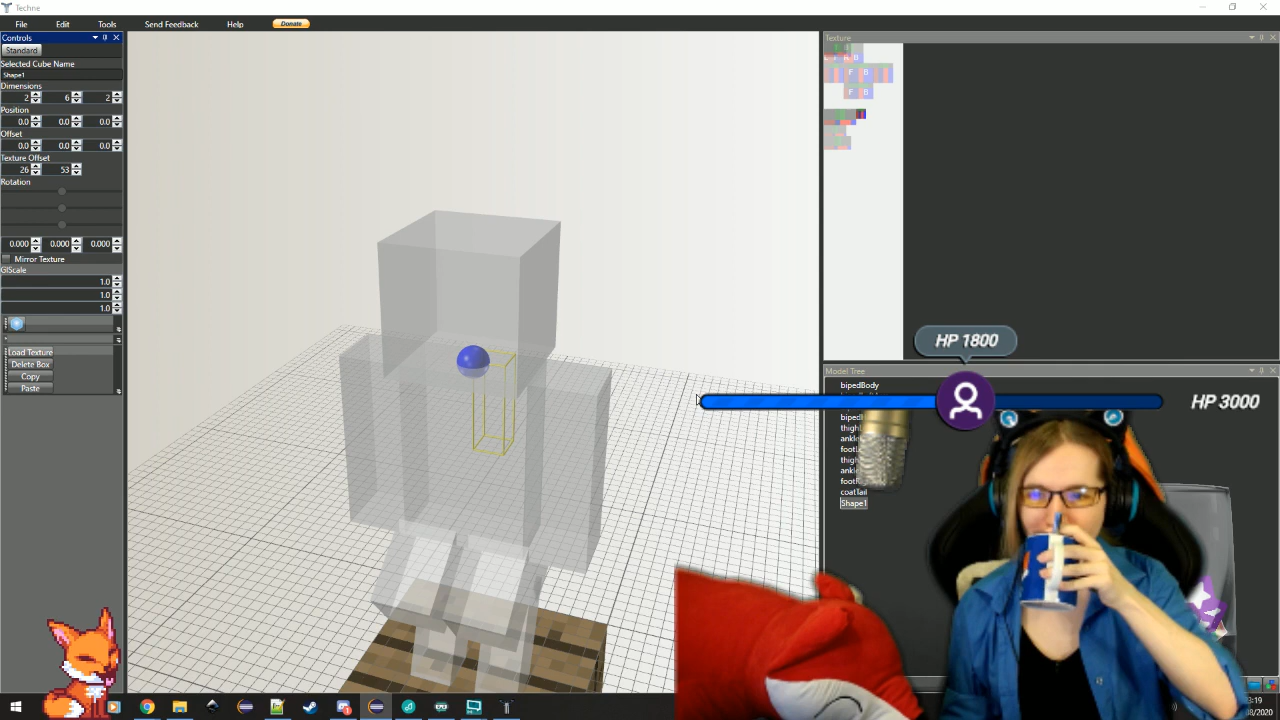 Techne
File Edit Tools Send Feedback Help Donate
Controls
Standard
Selected Cube Name
Shape1
Dimensions
2 6 2
Position
0.0 0.0 0.0
Offset
0.0 0.0 0.0
Texture Offset
26 53
Rotation
0.000 0.000 0.000
Mirror Texture
GlScale
1.0
1.0
1.0
Load Texture
Delete Box
Copy
Paste
Texture
F B
F B
HP 1800
HP 3000
Model Tree
bipedBody
coatTail
Shape1